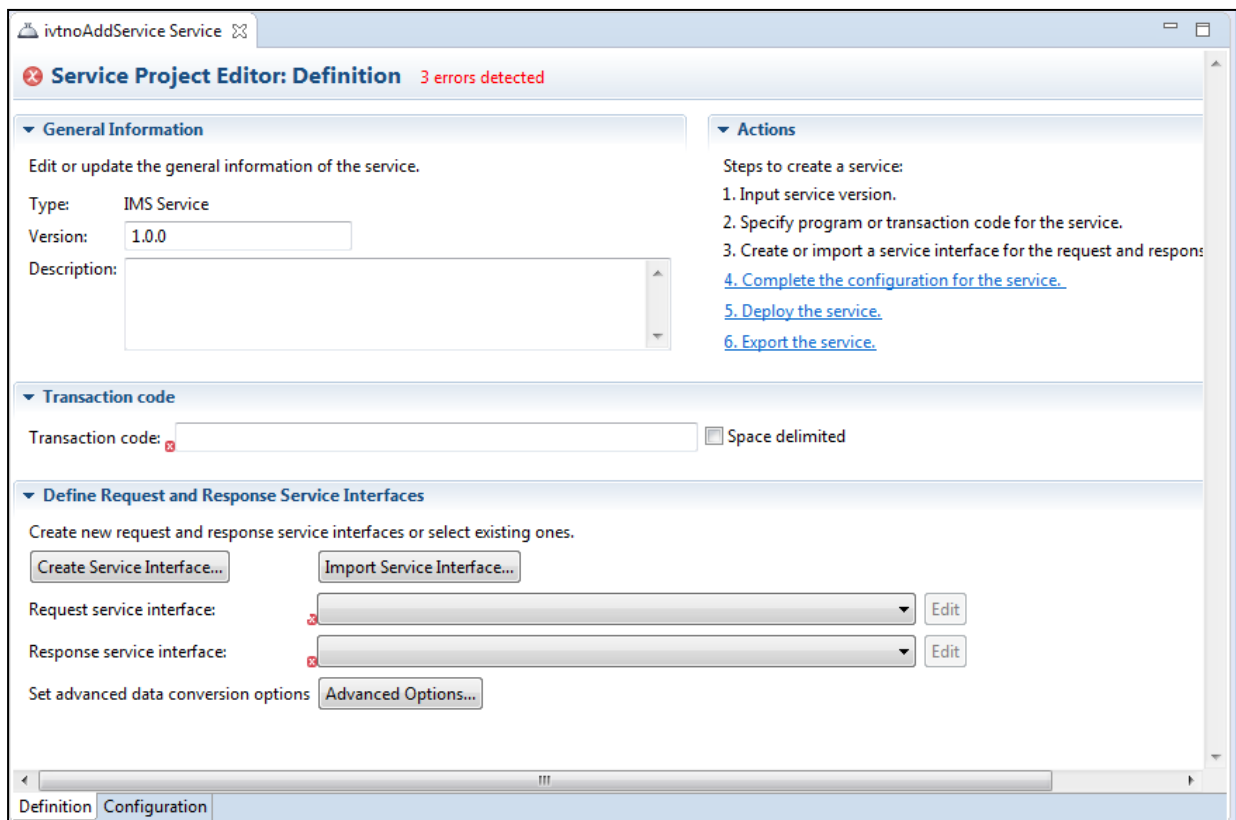 ivtnoAddService Service
Service Project Editor: Definition 3 errors detected
General Information
Edit or update the general information of the service.
Type: IMS Service
Version: 1.0.0
Description:
Actions
Steps to create a service:
1. Input service version.
2. Specify program or transaction code for the service.
3. Create or import a service interface for the request and respons
4. Complete the configuration for the service.
5. Deploy the service.
6. Export the service.
Transaction code
Transaction code: Space delimited
Define Request and Response Service Interfaces
Create new request and response service interfaces or select existing ones.
Create Service Interface... Import Service Interface...
Request service interface: Edit
Response service interface: Edit
Set advanced data conversion options Advanced Options...
Definition Configuration